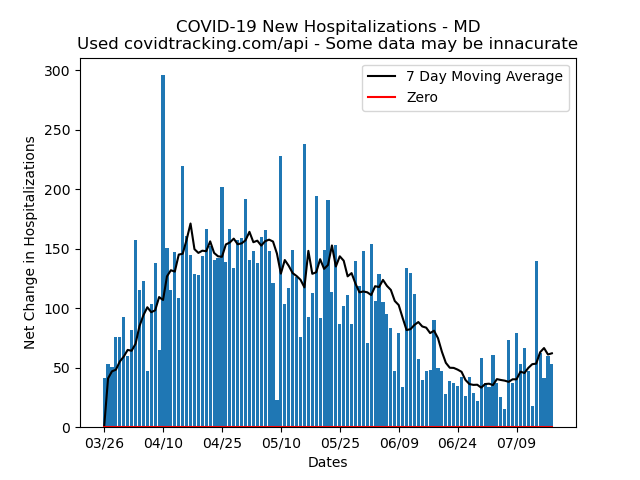 COVID-19 New Hospitalizations - MD
Used covidtracking.com/api - Some data may be innacurate
7 Day Moving Average
Zero
Net Change in Hospitalizations
300
250
200
150
100
50
0
03/26 04/10 04/25 05/10 05/25 06/09 06/24 07/09
Dates